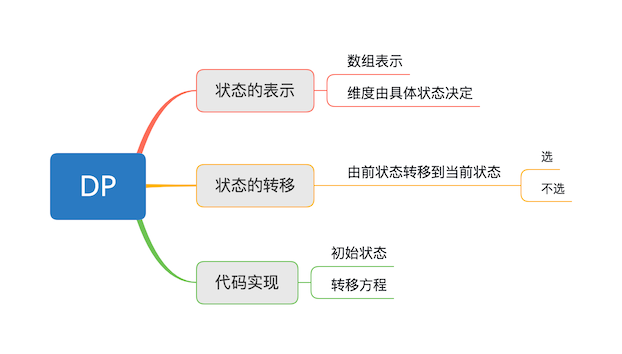 DP
状态的表示
数组表示
维度由具体状态决定
状态的转移
由前状态转移到当前状态
选
不选
代码实现
初始状态
转移方程